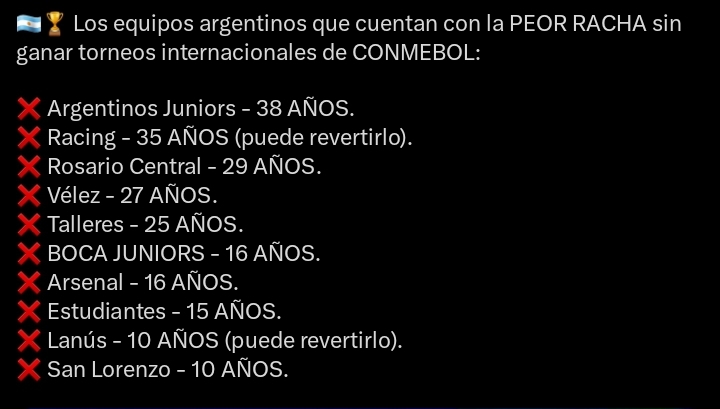 🇦🇷🏆 Los equipos argentinos que cuentan con la PEOR RACHA sin
ganar torneos internacionales de CONMEBOL:
❌ Argentinos Juniors - 38 AÑOS.
❌ Racing - 35 AÑOS (puede revertirlo).
❌ Rosario Central - 29 AÑOS.
❌ Vélez - 27 AÑOS.
❌ Talleres - 25 AÑOS.
❌ BOCA JUNIORS - 16 AÑOS.
❌ Arsenal - 16 AÑOS.
❌ Estudiantes - 15 AÑOS.
❌ Lanús - 10 AÑOS (puede revertirlo).
❌ San Lorenzo - 10 AÑOS.